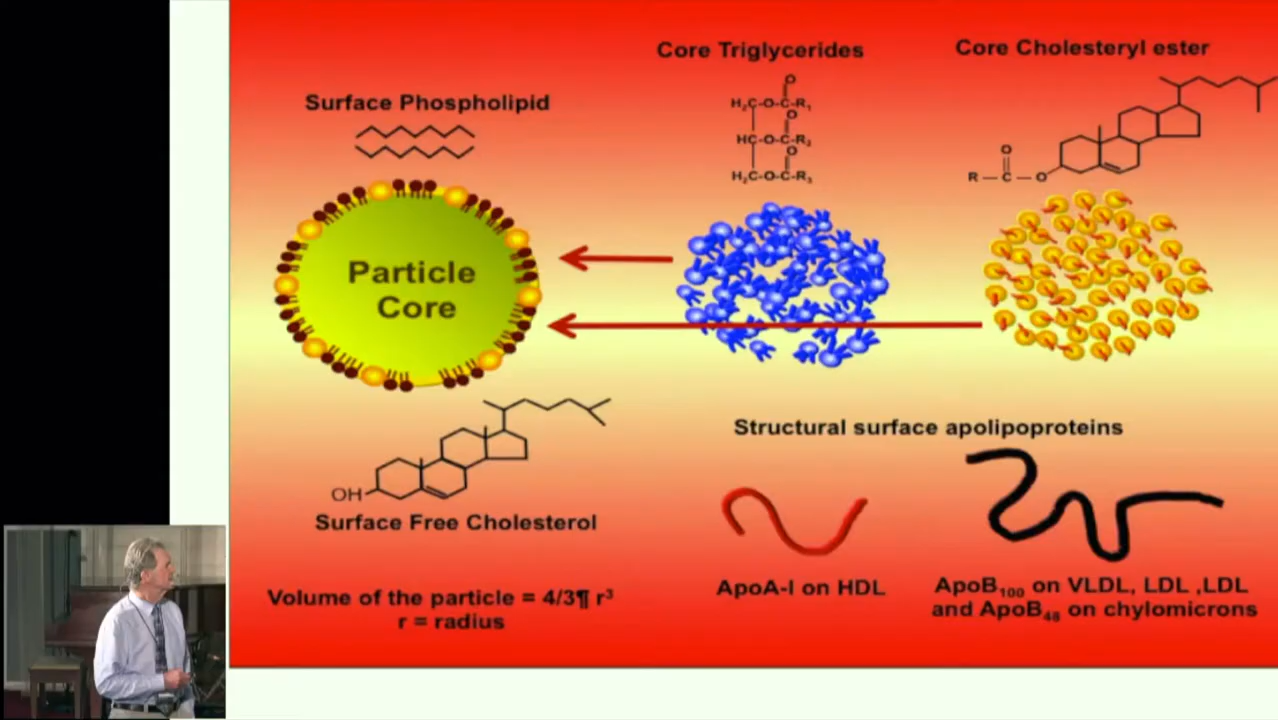 Core Triglycerides
Core Cholesteryl ester
Surface Phospholipid
O
H₂C-O-C-R₁
O
HC-O-C-R₂
O
H₂C-O-C-R₃
O
R—C—O
Particle
Core
OH
Surface Free Cholesterol
Structural surface apolipoproteins
Volume of the particle = 4/3¶ r³
r = radius
ApoA-I on HDL
ApoB₁₀₀ on VLDL, LDL ,LDL
and ApoB₄₈ on chylomicrons